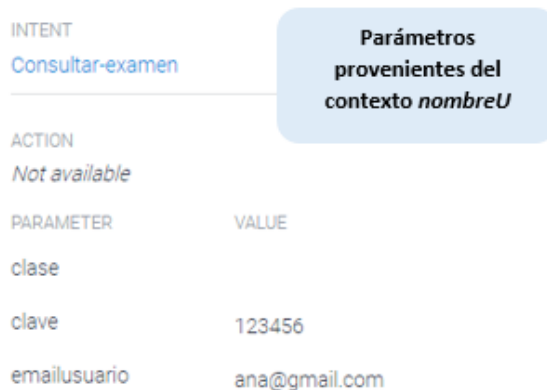 INTENT
Consultar-examen
Parámetros
provenientes del
contexto nombreU
ACTION
Not available
PARAMETER VALUE
clase
clave 123456
emailusuario ana@gmail.com